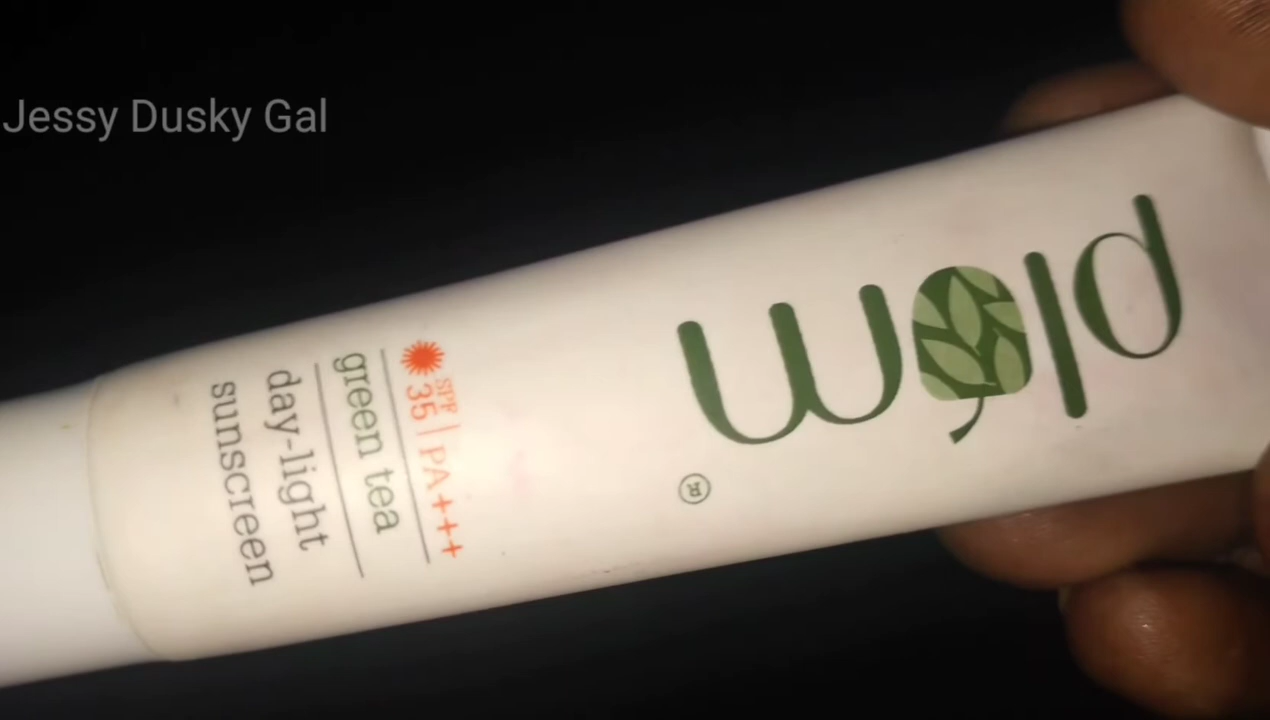 Jessy Dusky Gal
plum
®
SPF 35 | PA+++
green tea
day-light
sunscreen